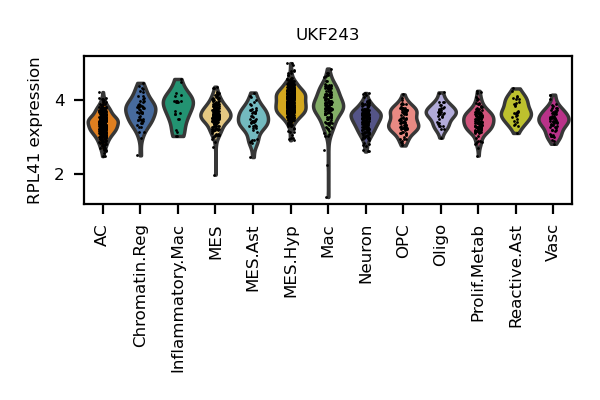 UKF243
RPL41 expression
4
2
AC
Chromatin.Reg
Inflammatory.Mac
MES
MES.Ast
MES.Hyp
Mac
Neuron
OPC
Oligo
Prolif.Metab
Reactive.Ast
Vasc